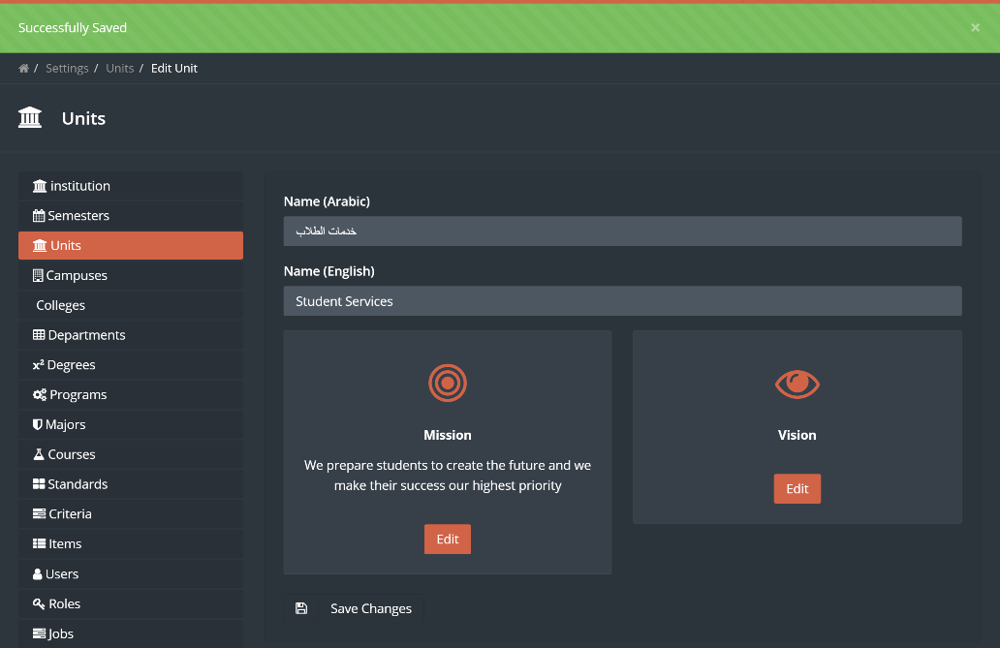 Successfully Saved
×
/ Settings / Units / Edit Unit
Units
institution
Semesters
Units
Campuses
Colleges
Departments
x² Degrees
Programs
Majors
Courses
Standards
Criteria
Items
Users
Roles
Jobs
Name (Arabic)
خدمات الطلاب
Name (English)
Student Services
Mission
We prepare students to create the future and we
make their success our highest priority
Edit
Vision
Edit
Save Changes